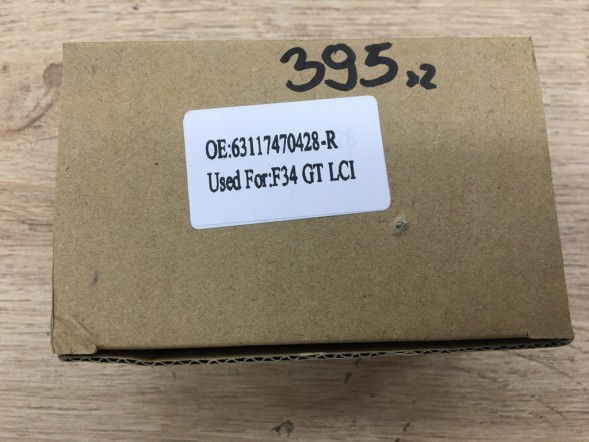 395 x2
OE:63117470428-R
Used For:F34 GT LCI